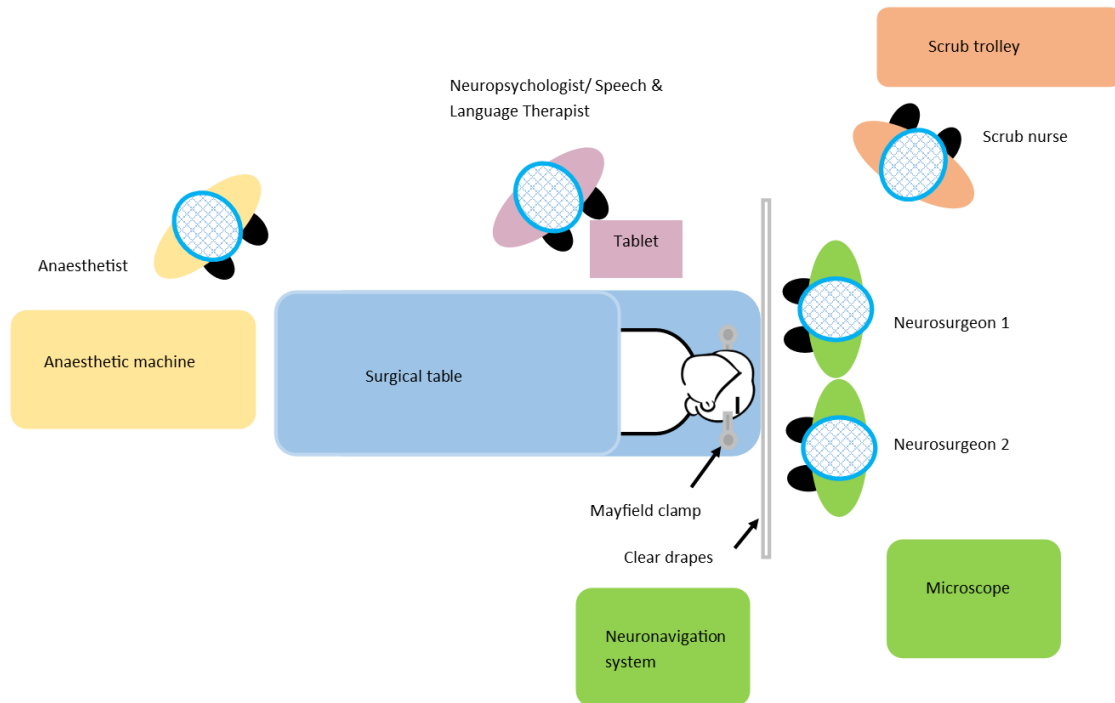 Scrub trolley
Neuropsychologist/ Speech &
Language Therapist
Scrub nurse
Tablet
Anaesthetist
Neurosurgeon 1
Anaesthetic machine
Surgical table
Neurosurgeon 2
Mayfield clamp
Clear drapes
Microscope
Neuronavigation
system